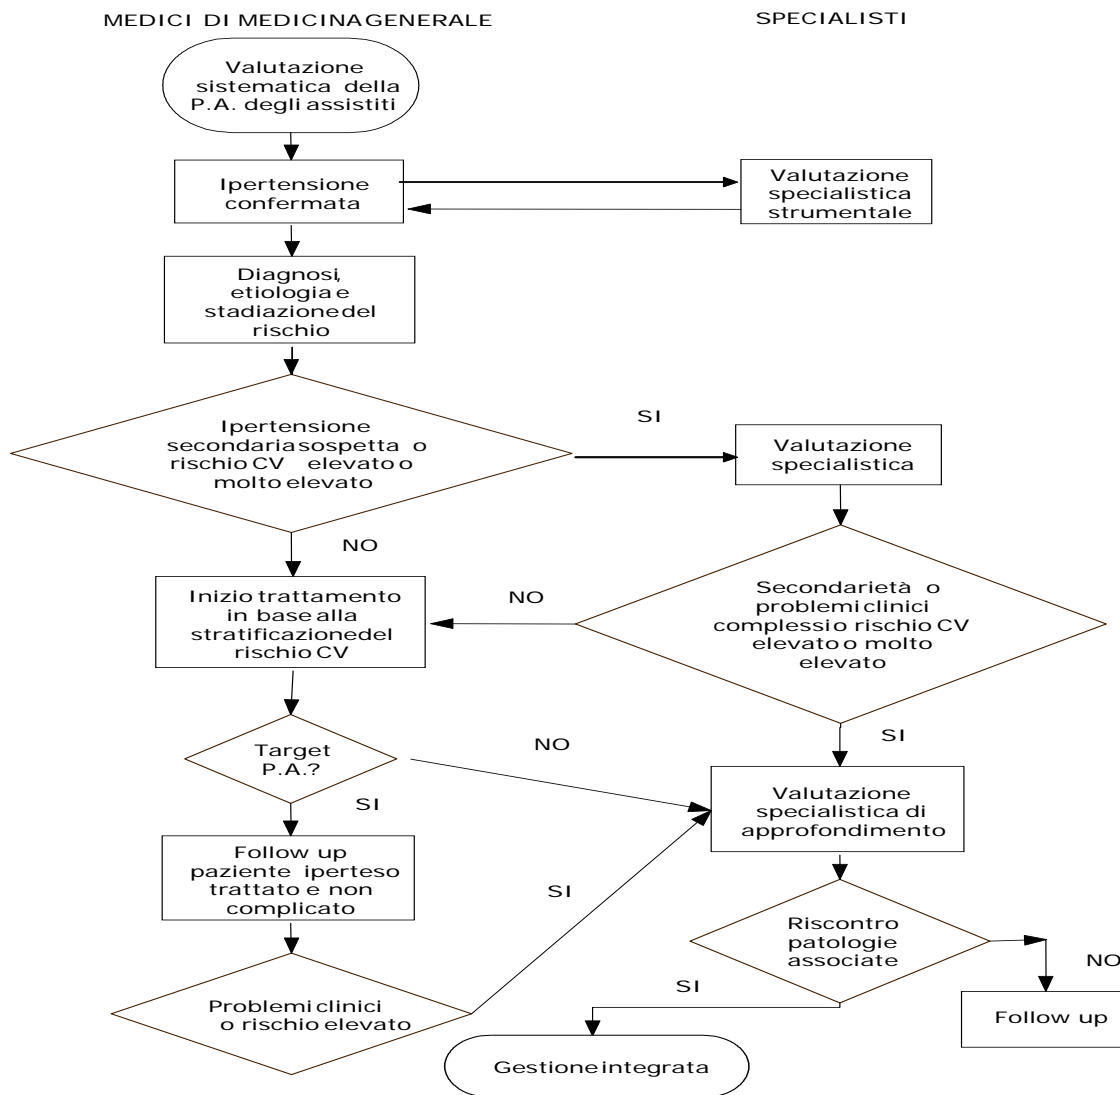 MEDICI DI MEDICINA GENERALE
SPECIALISTI
Valutazione
sistematica della
P.A. degli assistiti
Ipertensione
confermata
Valutazione
specialistica
strumentale
Diagnosi,
etiologia e
stadiazione del
rischio
SI
Ipertensione
secondaria sospetta o
rischio CV elevato o
molto elevato
Valutazione
specialistica
NO
Inizio trattamento
in base alla
stratificazione del
rischio CV
NO
Secondarietà o
problemi clinici
complessi o rischio CV
elevato o molto
elevato
Target
P.A.?
NO
SI
SI
Valutazione
specialistica di
approfondimento
Follow up
paziente iperteso
trattato e non
complicato
SI
Riscontro
patologie
associate
NO
SI
Problemi clinici
o rischio elevato
Follow up
Gestione integrata